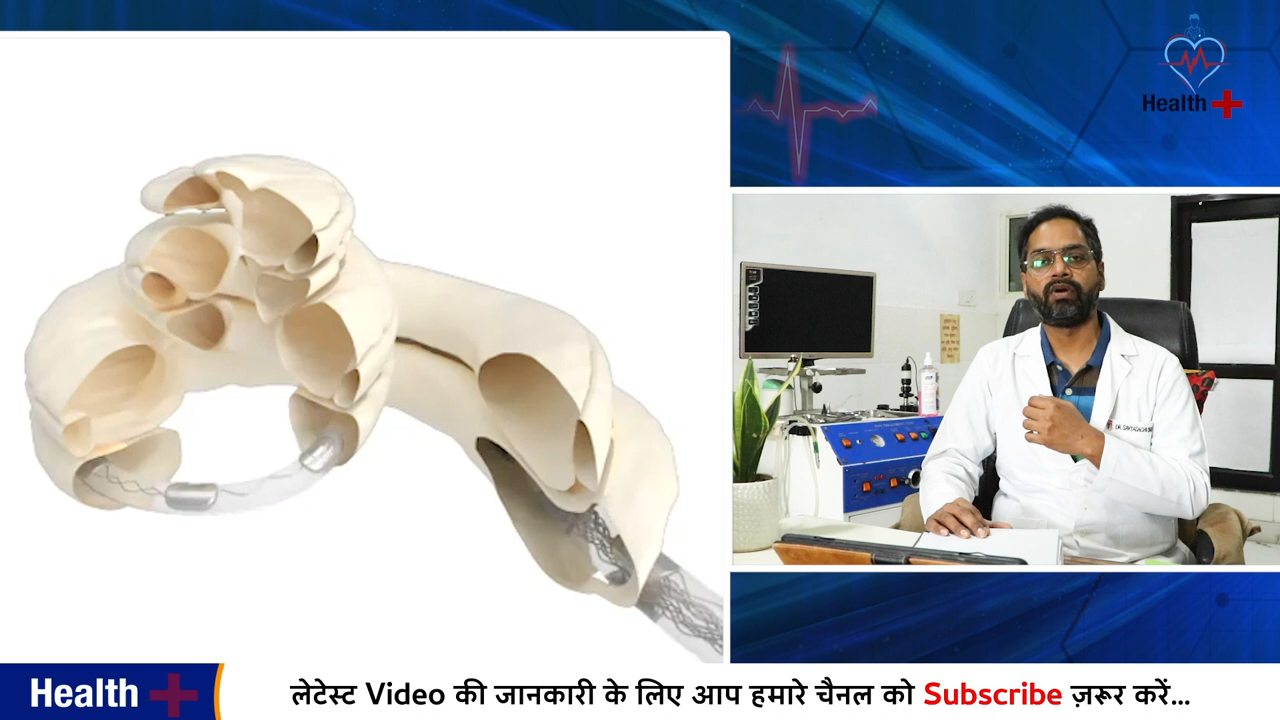 Health
Health
लेटेस्ट Video की जानकारी के लिए आप हमारे चैनल को Subscribe ज़रूर करें...